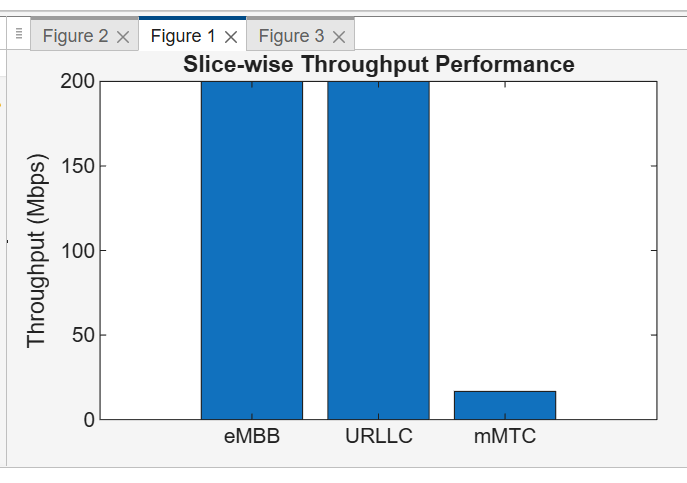 Figure 2 Figure 1 Figure 3
Slice-wise Throughput Performance
Throughput (Mbps)
200
150
100
50
0
eMBB URLLC mMTC